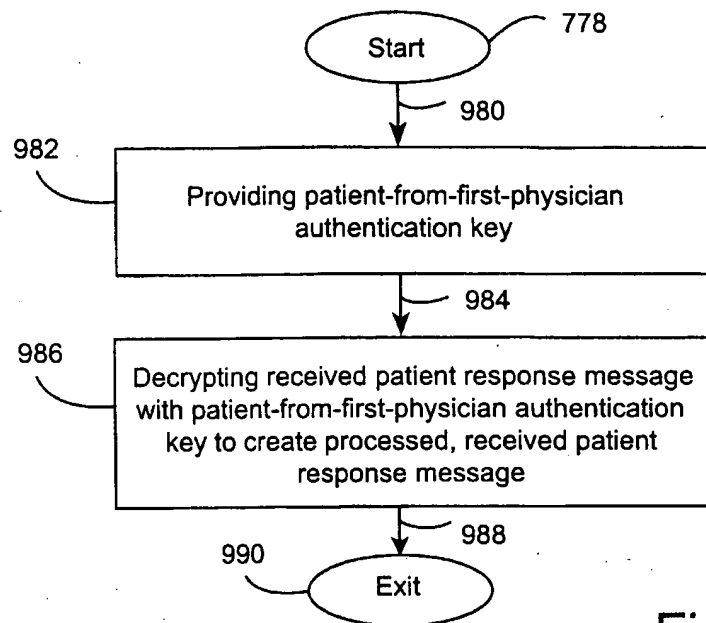 Start
778
980
982
Providing patient-from-first-physician
authentication key
984
986
Decrypting received patient response message
with patient-from-first-physician authentication
key to create processed, received patient
response message
988
990
Exit